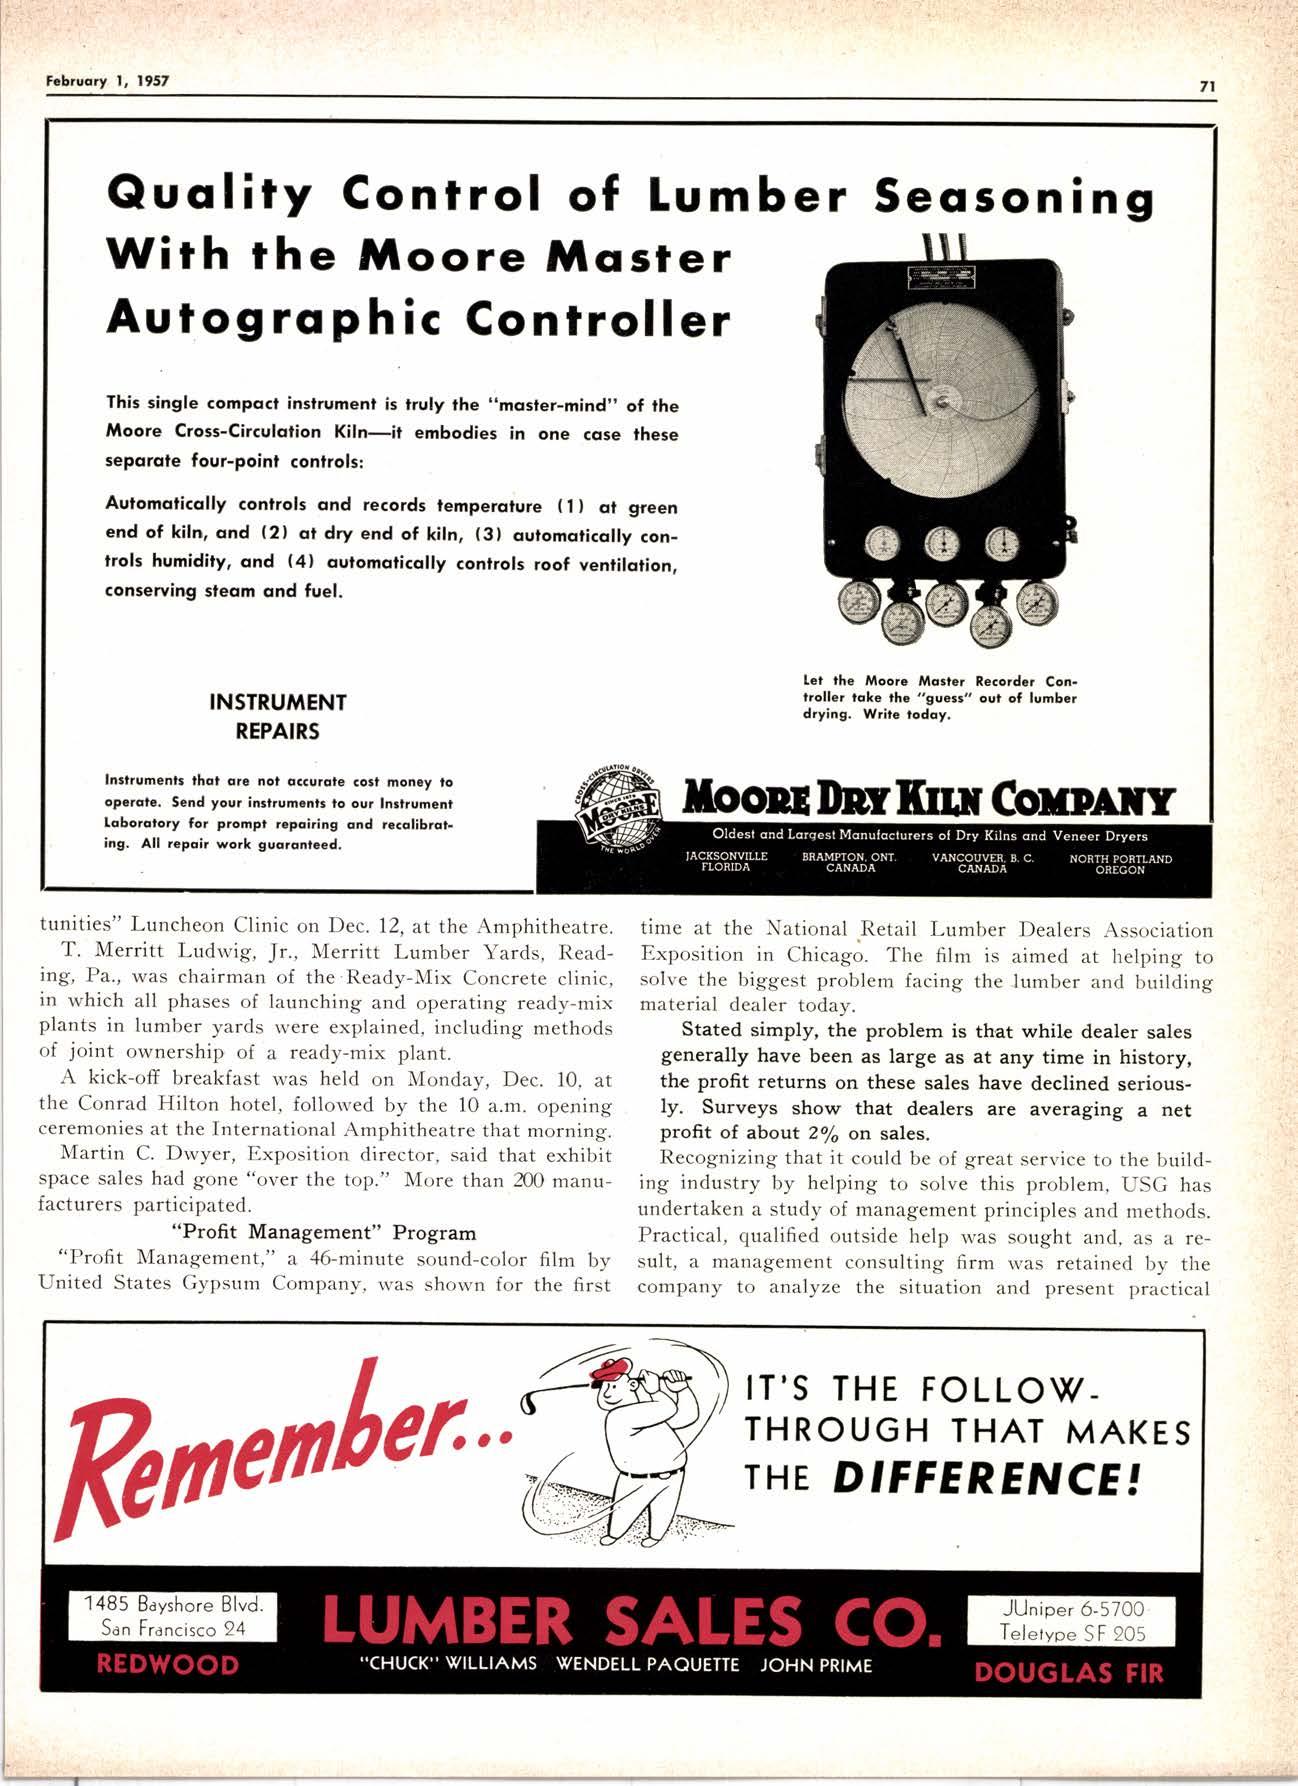 February 1, 1957
71
Quality Control of Lumber Seasoning
With the Moore Master
Autographic Controller
This single compact instrument is truly the "master-mind" of the
Moore Cross-Circulation Kiln—it embodies in one case these
separate four-point controls:
Automatically controls and records temperature (1) at green
end of kiln, and (2) at dry end of kiln, (3) automatically con-
trols humidity, and (4) automatically controls roof ventilation,
conserving steam and fuel.
Let the Moore Master Recorder Con-
troller take the "guess" out of lumber
drying. Write today.
INSTRUMENT
REPAIRS
Instruments that are not accurate cost money to
operate. Send your instruments to our Instrument
Laboratory for prompt repairing and recalibrat-
ing. All repair work guaranteed.
CROSS-CIRCULATION DRYERS
SINCE 1879
MOORE
DRY KILNS
THE WORLD OVER
MOORE DRY KILN COMPANY
Oldest and Largest Manufacturers of Dry Kilns and Veneer Dryers
JACKSONVILLE
FLORIDA
BRAMPTON, ONT.
CANADA
VANCOUVER, B. C.
CANADA
NORTH PORTLAND
OREGON
tunities" Luncheon Clinic on Dec. 12, at the Amphitheatre.
T. Merritt Ludwig, Jr., Merritt Lumber Yards, Read-
ing, Pa., was chairman of the Ready-Mix Concrete clinic,
in which all phases of launching and operating ready-mix
plants in lumber yards were explained, including methods
of joint ownership of a ready-mix plant.
A kick-off breakfast was held on Monday, Dec. 10, at
the Conrad Hilton hotel, followed by the 10 a.m. opening
ceremonies at the International Amphitheatre that morning.
Martin C. Dwyer, Exposition director, said that exhibit
space sales had gone "over the top." More than 200 manu-
facturers participated.
"Profit Management" Program
"Profit Management," a 46-minute sound-color film by
United States Gypsum Company, was shown for the first
time at the National Retail Lumber Dealers Association
Exposition in Chicago. The film is aimed at helping to
solve the biggest problem facing the lumber and building
material dealer today.
Stated simply, the problem is that while dealer sales
generally have been as large as at any time in history,
the profit returns on these sales have declined serious-
ly. Surveys show that dealers are averaging a net
profit of about 2% on sales.
Recognizing that it could be of great service to the build-
ing industry by helping to solve this problem, USG has
undertaken a study of management principles and methods.
Practical, qualified outside help was sought and, as a re-
sult, a management consulting firm was retained by the
company to analyze the situation and present practical
Remember...
IT'S THE FOLLOW-
THROUGH THAT MAKES
THE DIFFERENCE!
1485 Bayshore Blvd.
San Francisco 24
REDWOOD
LUMBER SALES CO.
"CHUCK" WILLIAMS WENDELL PAQUETTE JOHN PRIME
JUniper 6-5700
Teletype SF 205
DOUGLAS FIR